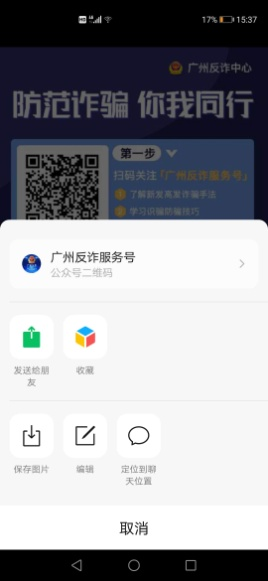 17% 15:37
广州反诈中心
防范诈骗 你我同行
第一步
扫码关注「广州反诈服务号」
1 了解新发高发诈骗手法
2 学习识骗防骗技巧
广州反诈服务号
公众号二维码
发送给朋
友
收藏
保存图片
编辑
定位到聊
天位置
取消